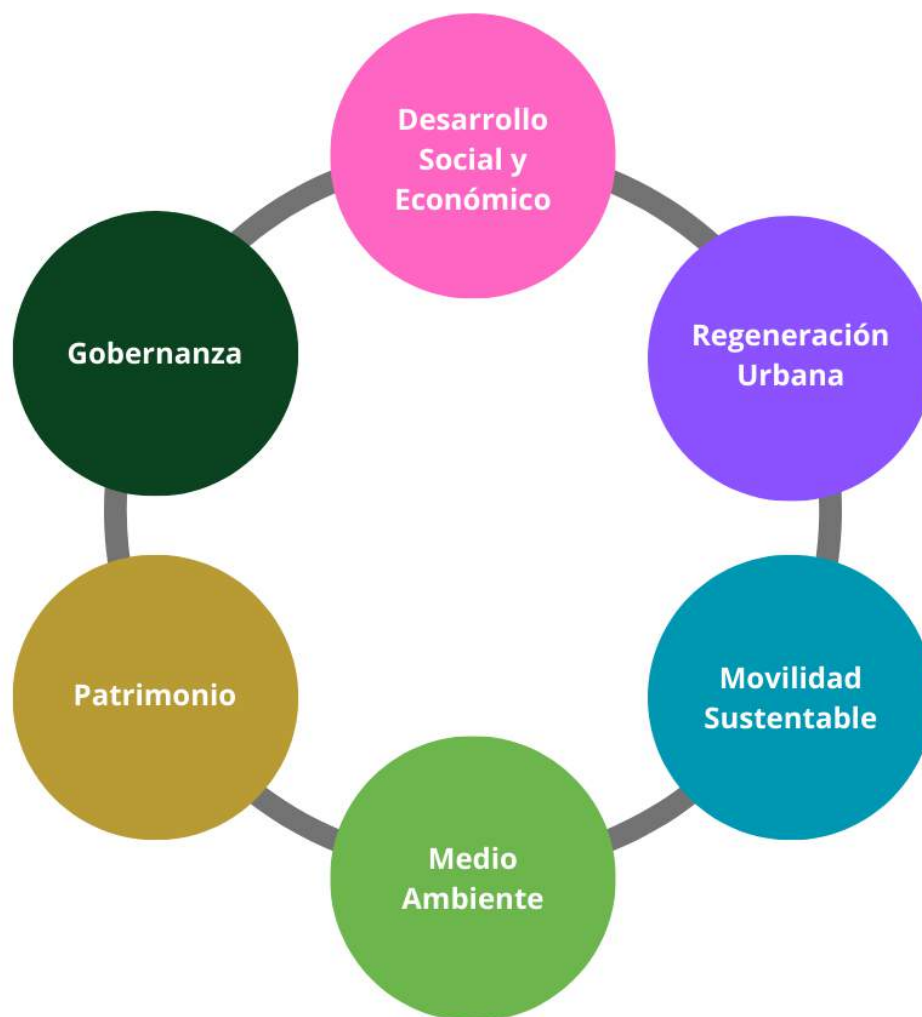 Desarrollo
Social y
Económico
Regeneración
Urbana
Movilidad
Sustentable
Medio
Ambiente
Patrimonio
Gobernanza